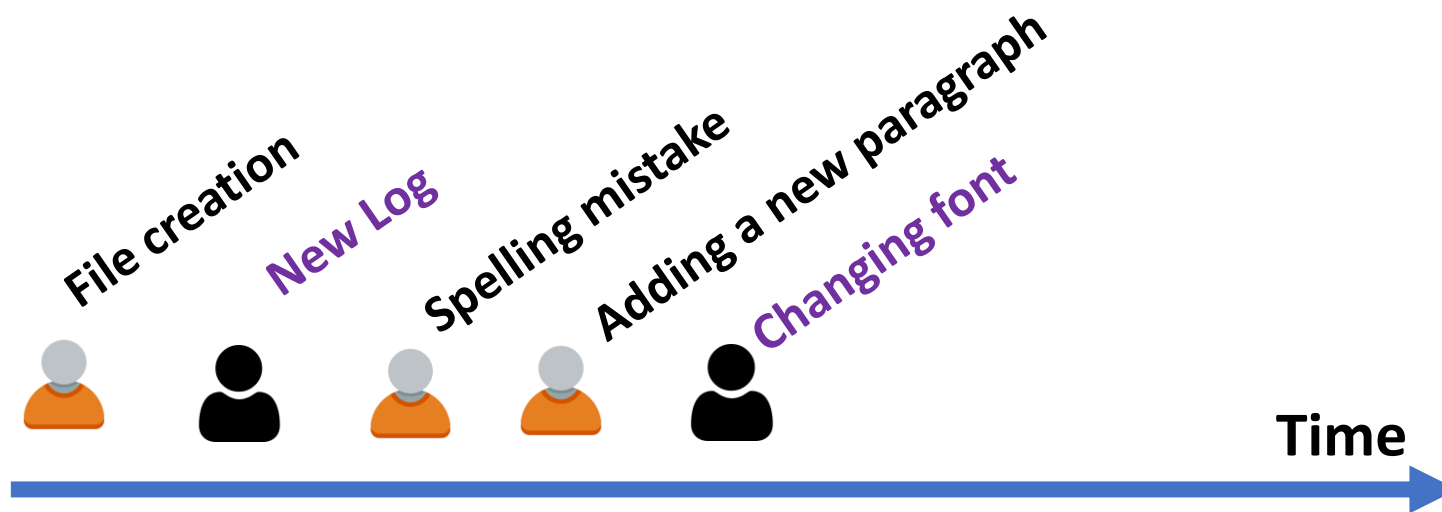 File creation
New Log
Spelling mistake
Adding a new paragraph
Changing font
Time